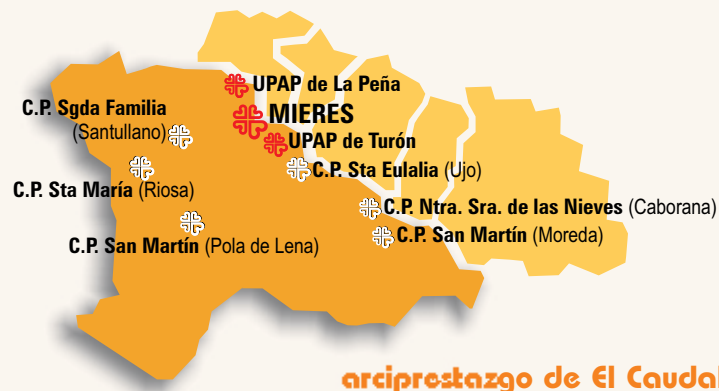 UPAP de La Peña
MIERES
C.P. Sgda Familia
(Santullano)
UPAP de Turón
C.P. Sta Eulalia (Ujo)
C.P. Sta María (Riosa)
C.P. Ntra. Sra. de las Nieves (Caborana)
C.P. San Martín (Pola de Lena)
C.P. San Martín (Moreda)
arciprestazgo de El Caudal